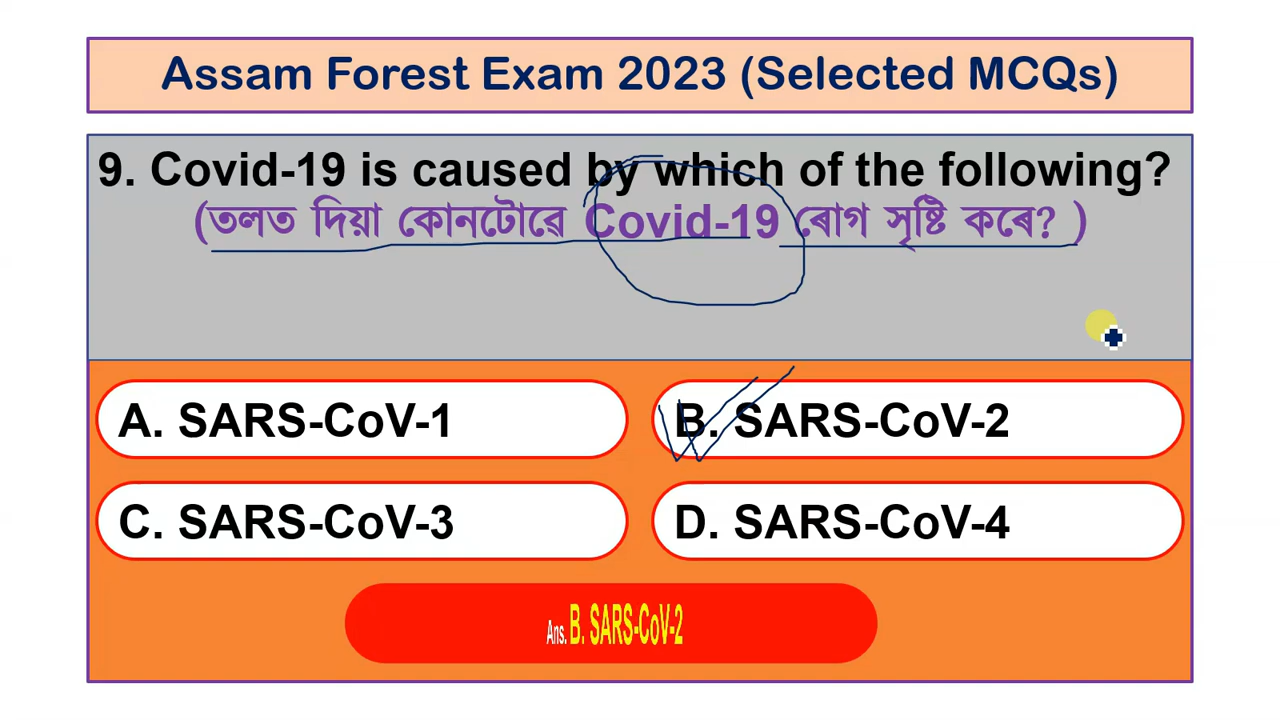 Assam Forest Exam 2023 (Selected MCQs)
9. Covid-19 is caused by which of the following?
(তলত দিয়া কোনটোৱে Covid-19 ৰোগ সৃষ্টি কৰে? )
A. SARS-CoV-1
B. SARS-CoV-2
C. SARS-CoV-3
D. SARS-CoV-4
Ans. B. SARS-CoV-2